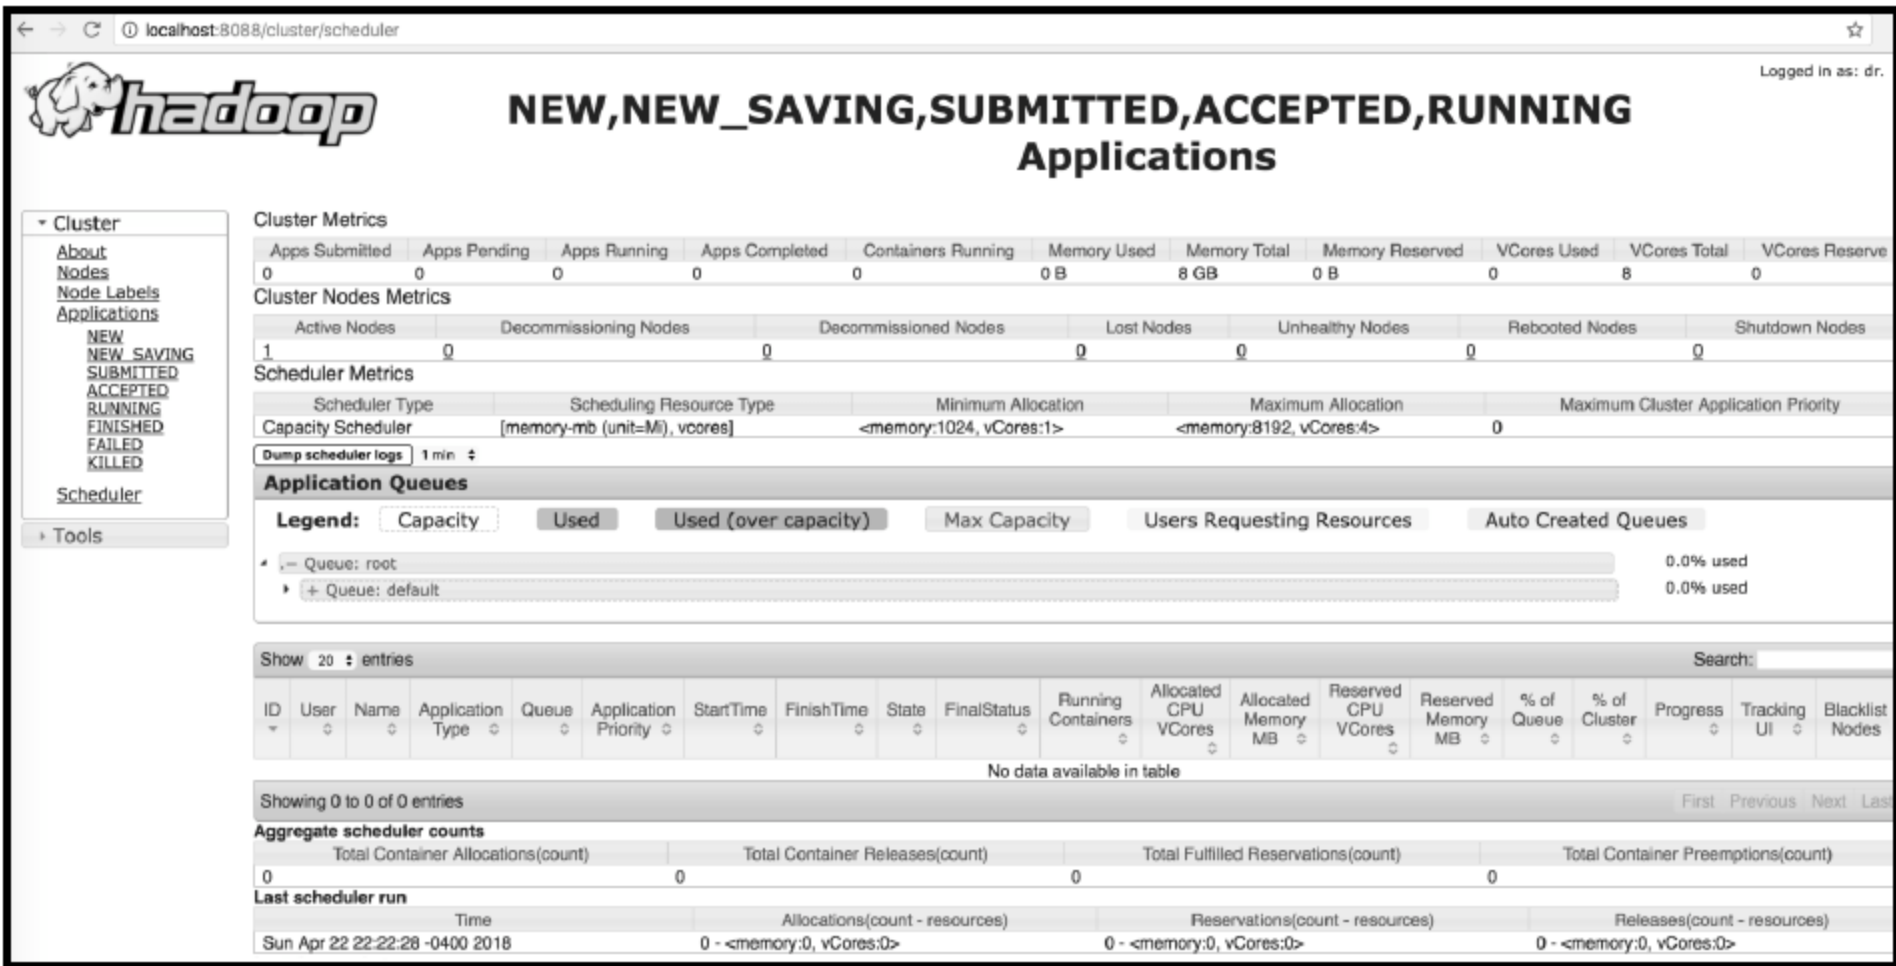 localhost:8088/cluster/scheduler
Logged in as: dr.
hadoop
NEW,NEW_SAVING,SUBMITTED,ACCEPTED,RUNNING
Applications
Cluster
About
Nodes
Node Labels
Applications
NEW
NEW_SAVING
SUBMITTED
ACCEPTED
RUNNING
FINISHED
FAILED
KILLED
Scheduler
Tools
Cluster Metrics
Apps Submitted Apps Pending Apps Running Apps Completed Containers Running Memory Used Memory Total Memory Reserved VCores Used VCores Total VCores Reserve
0 0 0 0 0 0 B 8 GB 0 B 0 8 0
Cluster Nodes Metrics
Active Nodes Decommissioning Nodes Decommissioned Nodes Lost Nodes Unhealthy Nodes Rebooted Nodes Shutdown Nodes
1 0 0 0 0 0 0
Scheduler Metrics
Scheduler Type Scheduling Resource Type Minimum Allocation Maximum Allocation Maximum Cluster Application Priority
Capacity Scheduler [memory-mb (unit=Mi), vcores] <memory:1024, vCores:1> <memory:8192, vCores:4> 0
Dump scheduler logs 1 min
Application Queues
Legend: Capacity Used Used (over capacity) Max Capacity Users Requesting Resources Auto Created Queues
Queue: root 0.0% used
+ Queue: default 0.0% used
Show 20 entries Search:
ID User Name Application Type Queue Application Priority StartTime FinishTime State FinalStatus Running Containers Allocated CPU VCores Allocated Memory MB Reserved CPU VCores Reserved Memory MB % of Queue % of Cluster Progress Tracking UI Blacklist Nodes
No data available in table
Showing 0 to 0 of 0 entries First Previous Next Last
Aggregate scheduler counts
Total Container Allocations(count) Total Container Releases(count) Total Fulfilled Reservations(count) Total Container Preemptions(count)
0 0 0 0
Last scheduler run
Time Allocations(count - resources) Reservations(count - resources) Releases(count - resources)
Sun Apr 22 22:22:28 -0400 2018 0 - <memory:0, vCores:0> 0 - <memory:0, vCores:0> 0 - <memory:0, vCores:0>